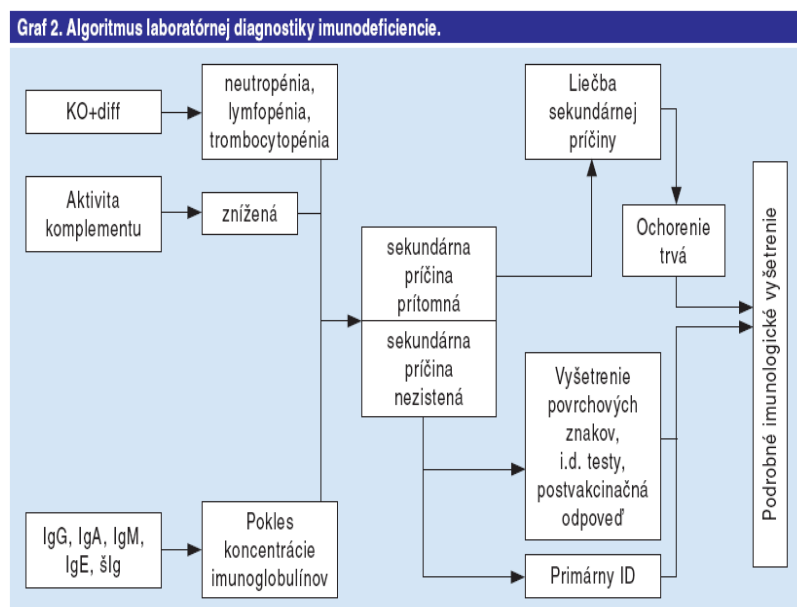 Graf 2. Algoritmus laboratórnej diagnostiky imunodeficiencie.
KO+diff
neutropénia,
lymfopénia,
trombocytopénia
Aktivita
komplementu
znížená
IgG, IgA, IgM,
IgE, šIg
Pokles
koncentrácie
imunoglobulínov
sekundárna
príčina
prítomná
sekundárna
príčina
nezistená
Liečba
sekundárnej
príčiny
Ochorenie
trvá
Vyšetrenie
povrchových
znakov,
i.d. testy,
postvakcinačná
odpoveď
Primárny ID
Podrobné imunologické vyšetrenie